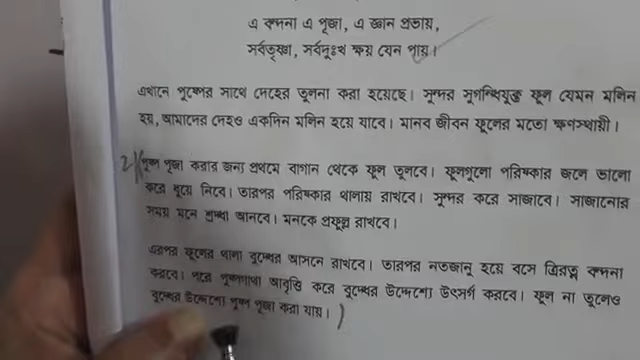 এ বন্দনা এ পূজা, এ জ্ঞান প্রভায়,
সর্বতৃষ্ণা, সর্বদুঃখ ক্ষয় যেন পায়।
এখানে পুষ্পের সাথে দেহের তুলনা করা হয়েছে। সুন্দর সুগন্ধিযুক্ত ফুল যেমন মলিন
হয়, আমাদের দেহও একদিন মলিন হয়ে যাবে। মানব জীবন ফুলের মতো ক্ষণস্থায়ী।
পুষ্প পূজা করার জন্য প্রথমে বাগান থেকে ফুল তুলবে। ফুলগুলো পরিষ্কার জলে ভালো
করে ধুয়ে নিবে। তারপর পরিষ্কার থালায় রাখবে। সুন্দর করে সাজাবে। সাজানোর
সময় মনে শ্রদ্ধা আনবে। মনকে প্রফুল্ল রাখবে।
এরপর ফুলের থালা বুদ্ধের আসনে রাখবে। তারপর নতজানু হয়ে বসে ত্রিরত্ন বন্দনা
করবে। পরে পুষ্পগাথা আবৃত্তি করে বুদ্ধের উদ্দেশ্যে উৎসর্গ করবে। ফুল না তুলেও
বুদ্ধের উদ্দেশ্যে পুষ্প পূজা করা যায়।